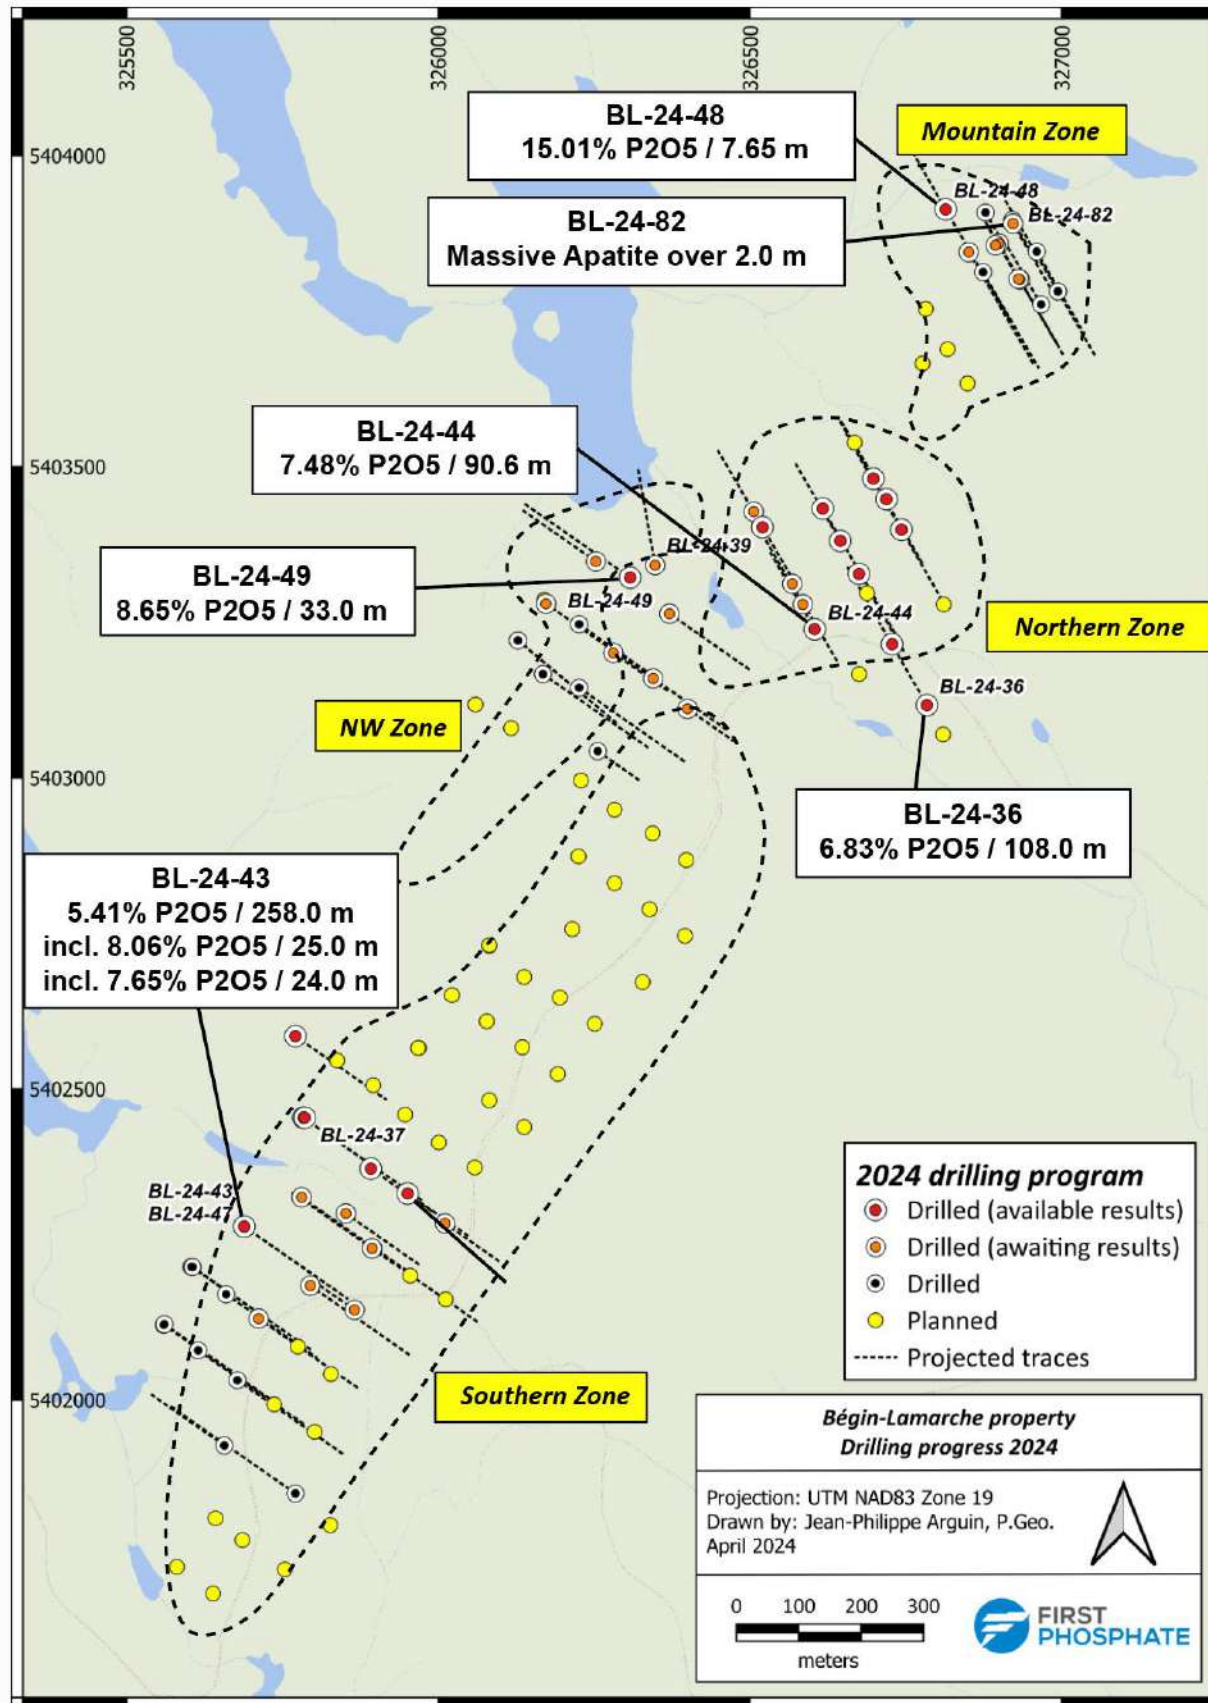 325500
326000
326500
327000
5404000
5403500
5403000
5402500
5402000
BL-24-48
15.01% P2O5 / 7.65 m
Mountain Zone
BL-24-48
BL-24-82
BL-24-82
Massive Apatite over 2.0 m
BL-24-44
7.48% P2O5 / 90.6 m
BL-24-39
BL-24-49
8.65% P2O5 / 33.0 m
BL-24-49
BL-24-44
Northern Zone
BL-24-36
NW Zone
BL-24-36
6.83% P2O5 / 108.0 m
BL-24-43
5.41% P2O5 / 258.0 m
incl. 8.06% P2O5 / 25.0 m
incl. 7.65% P2O5 / 24.0 m
BL-24-37
BL-24-43
BL-24-47
Southern Zone
2024 drilling program
Drilled (available results)
Drilled (awaiting results)
Drilled
Planned
Projected traces
Bégin-Lamarche property
Drilling progress 2024
Projection: UTM NAD83 Zone 19
Drawn by: Jean-Philippe Arguin, P.Geo.
April 2024
0 100 200 300
meters
FIRST
PHOSPHATE